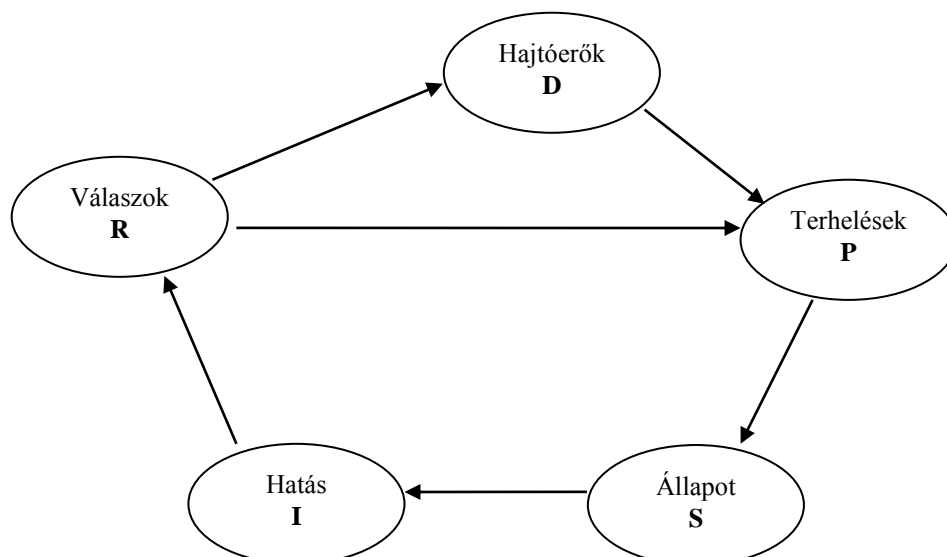 Hajtóerők
D
Válaszok
R
Terhelések
P
Hatás
I
Állapot
S